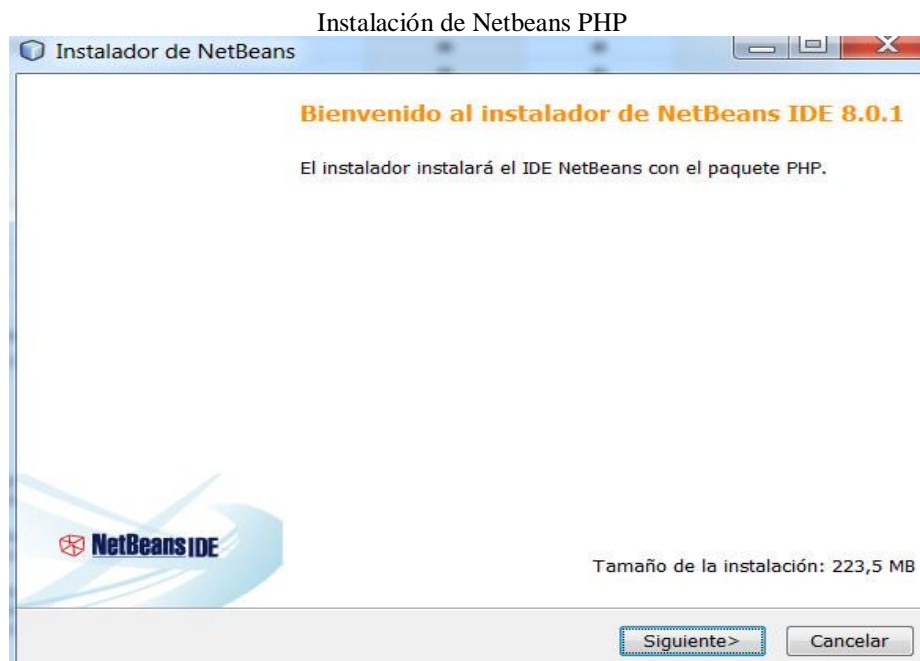 Instalación de Netbeans PHP
Instalador de NetBeans
Bienvenido al instalador de NetBeans IDE 8.0.1
El instalador instalará el IDE NetBeans con el paquete PHP.
NetBeans IDE
Tamaño de la instalación: 223,5 MB
Siguiente>
Cancelar